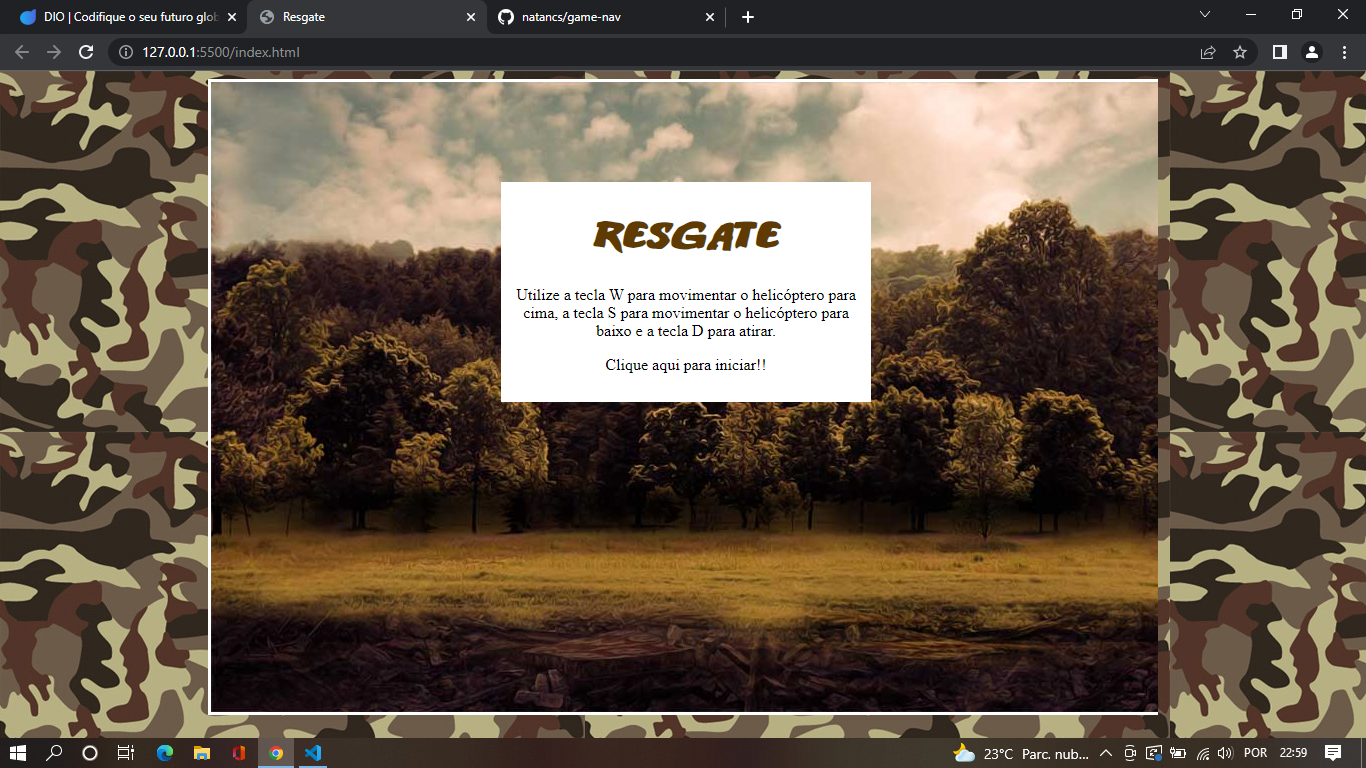 DIO | Codifique o seu futuro glob
Resgate
natancs/game-nav
127.0.0.1:5500/index.html
RESGATE
Utilize a tecla W para movimentar o helicóptero para
cima, a tecla S para movimentar o helicóptero para
baixo e a tecla D para atirar.
Clique aqui para iniciar!!
23°C Parc. nub... POR 22:59